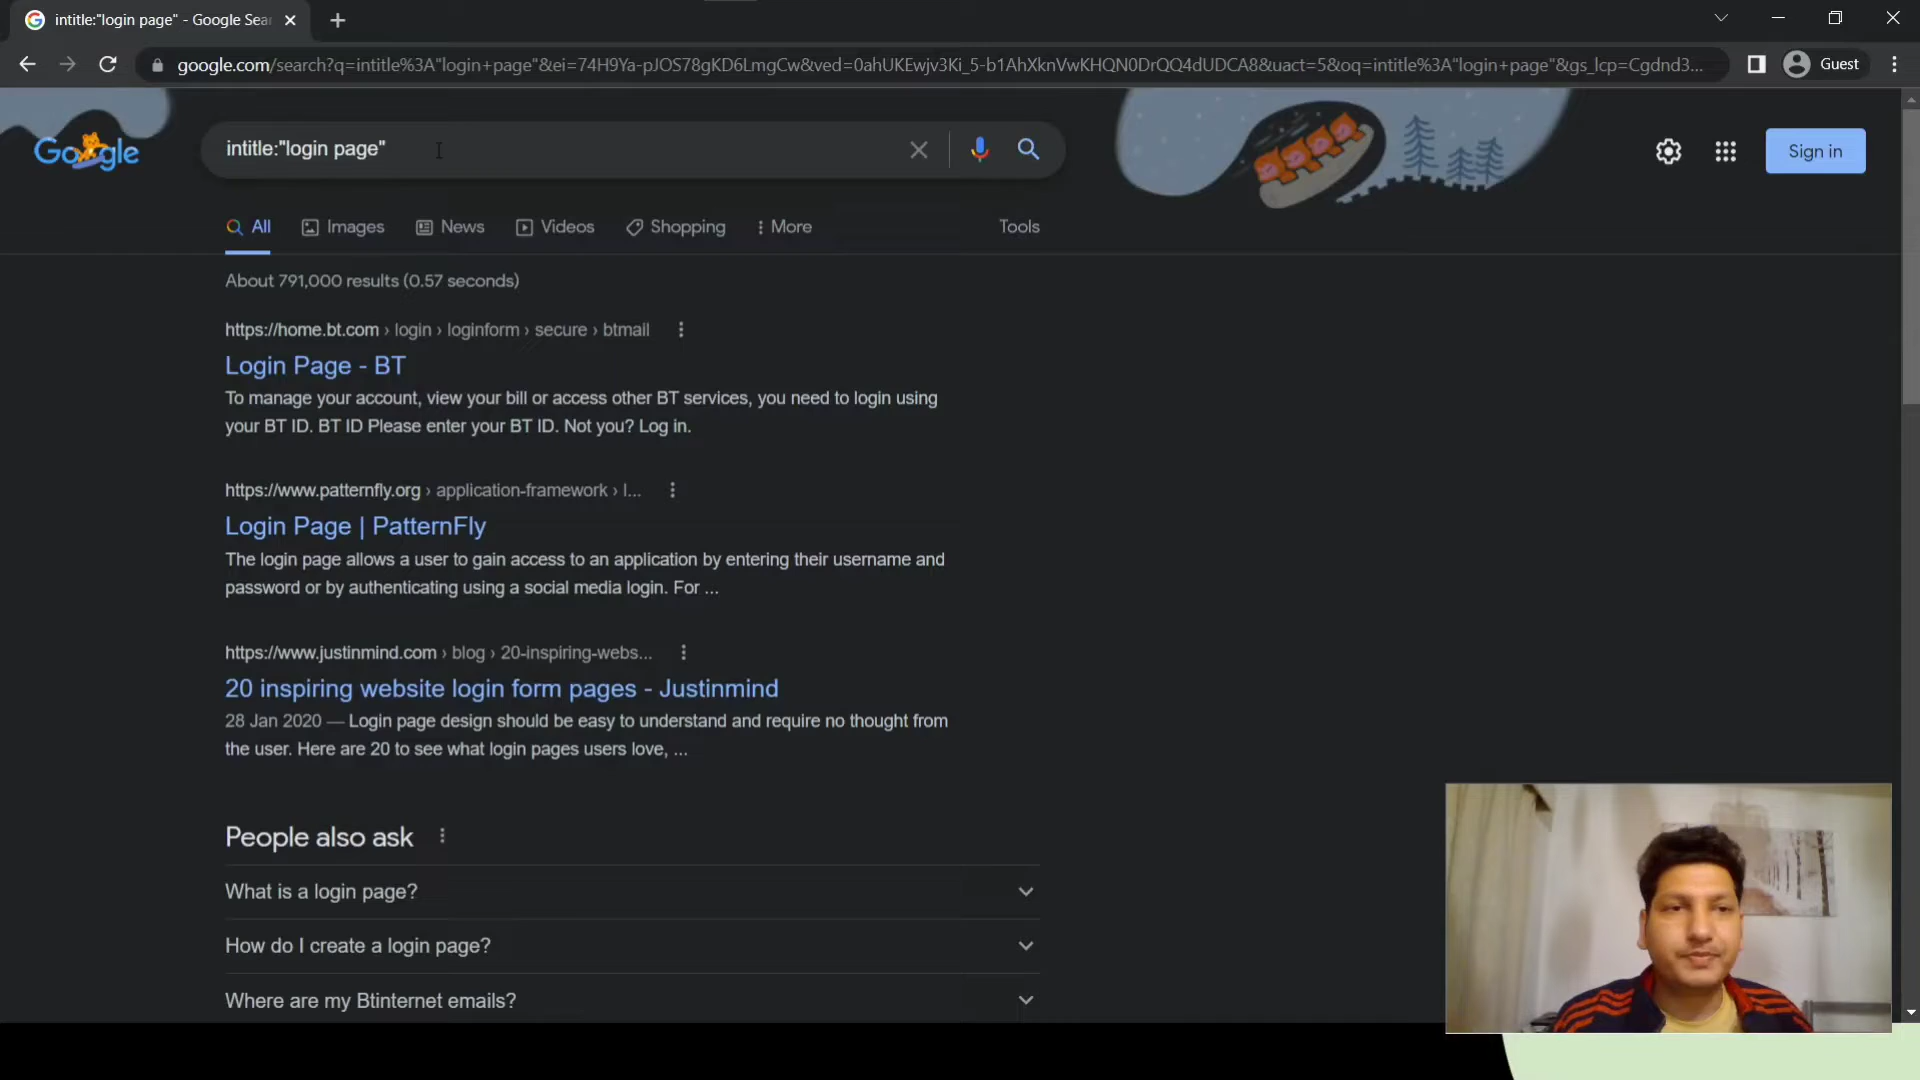 intitle:"login page" - Google Sea
google.com/search?q=intitle%3A"login+page"&ei=74H9Ya-pJOS78gKD6LmgCw&ved=0ahUKEwjv3Ki_5-b1AhXknVwKHQN0DrQQ4dUDCA8&uact=5&oq=intitle%3A"login+page"&gs_lcp=Cgdnd3...
Guest
Google
intitle:"login page"
Sign in
All
Images
News
Videos
Shopping
More
Tools
About 791,000 results (0.57 seconds)
https://home.bt.com › login › loginform › secure › btmail
Login Page - BT
To manage your account, view your bill or access other BT services, you need to login using
your BT ID. BT ID Please enter your BT ID. Not you? Log in.
https://www.patternfly.org › application-framework › l...
Login Page | PatternFly
The login page allows a user to gain access to an application by entering their username and
password or by authenticating using a social media login. For ...
https://www.justinmind.com › blog › 20-inspiring-webs...
20 inspiring website login form pages - Justinmind
28 Jan 2020 — Login page design should be easy to understand and require no thought from
the user. Here are 20 to see what login pages users love, ...
People also ask
What is a login page?
How do I create a login page?
Where are my Btinternet emails?